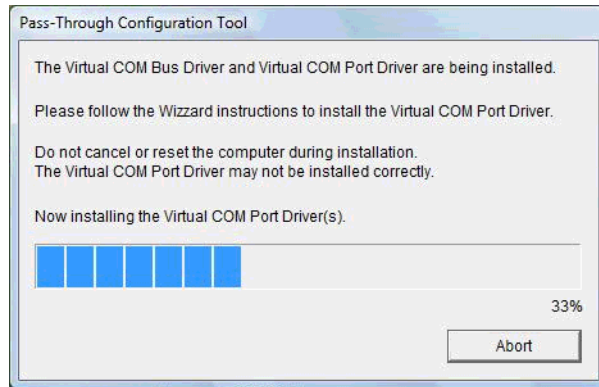 Pass-Through Configuration Tool
The Virtual COM Bus Driver and Virtual COM Port Driver are being installed.
Please follow the Wizzard instructions to install the Virtual COM Port Driver.
Do not cancel or reset the computer during installation.
The Virtual COM Port Driver may not be installed correctly.
Now installing the Virtual COM Port Driver(s).
33%
Abort